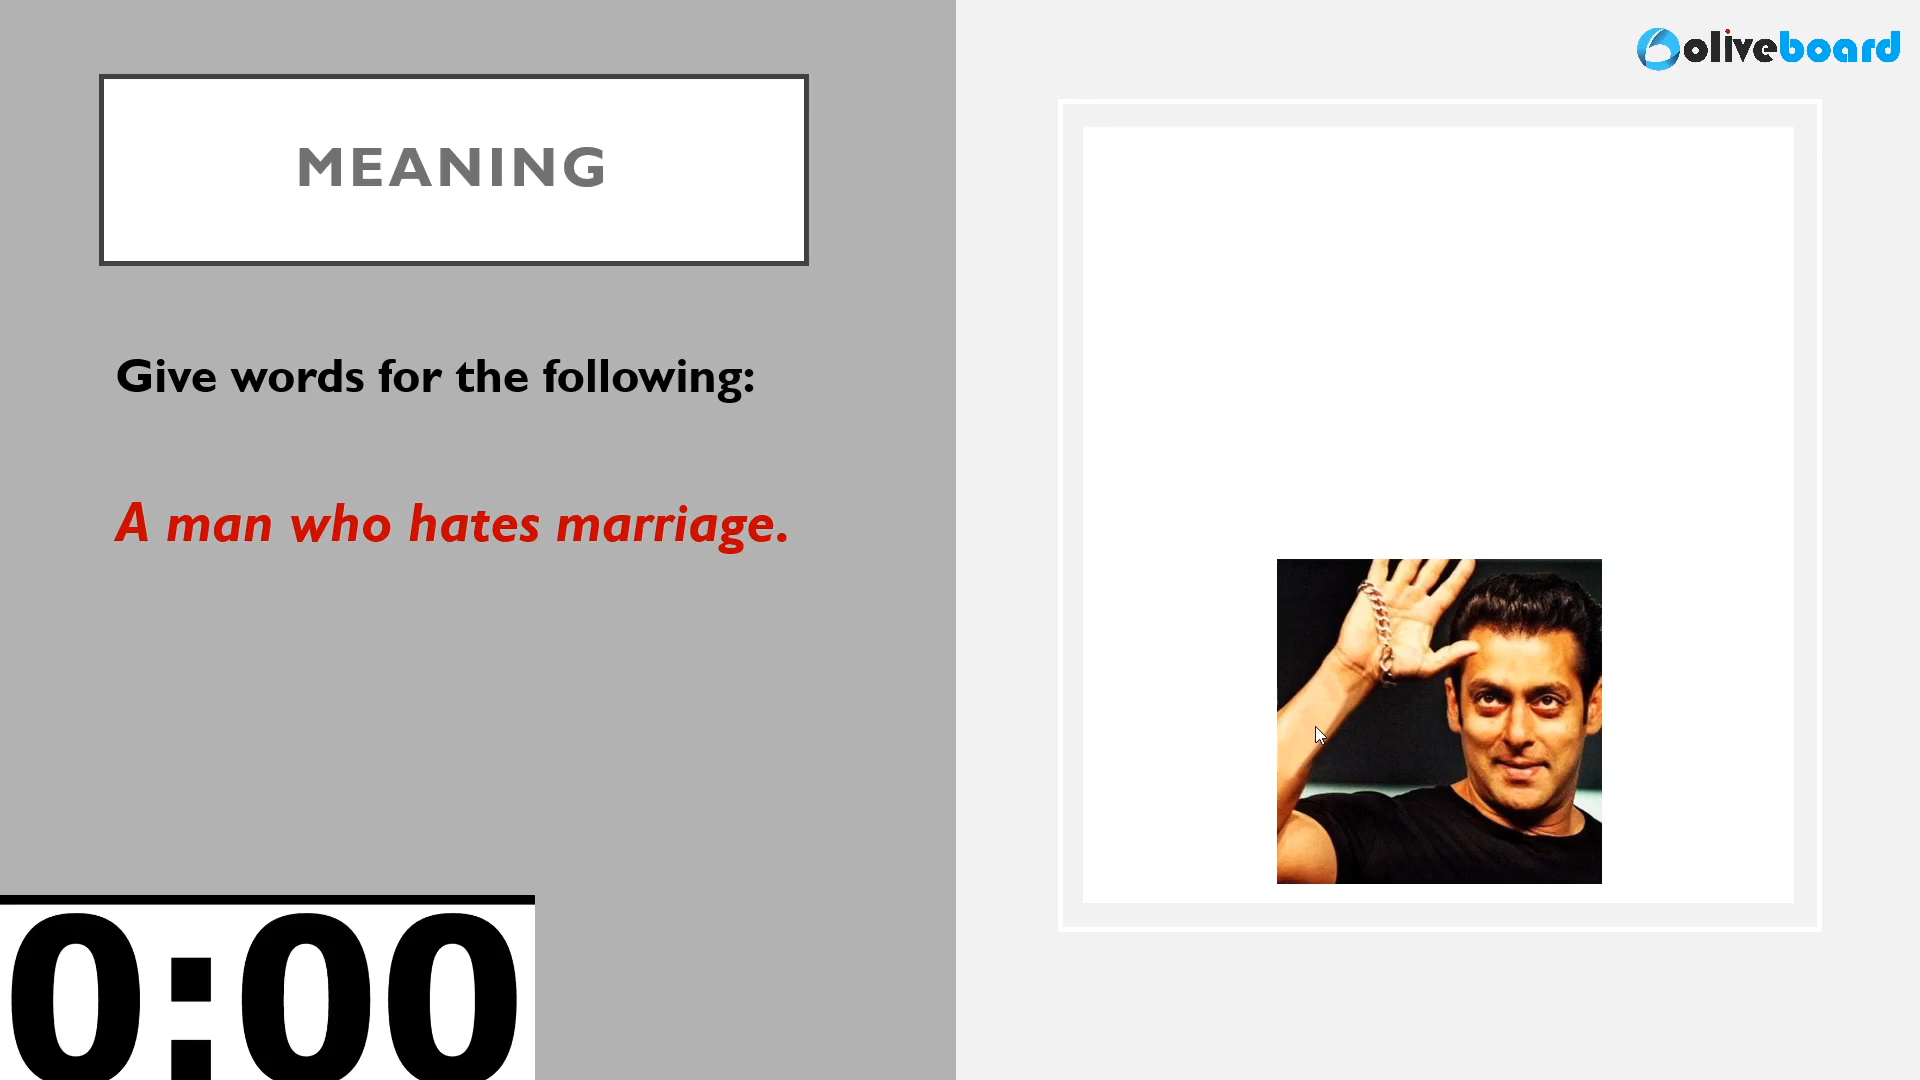 oliveboard
MEANING
Give words for the following:
A man who hates marriage.
0:00